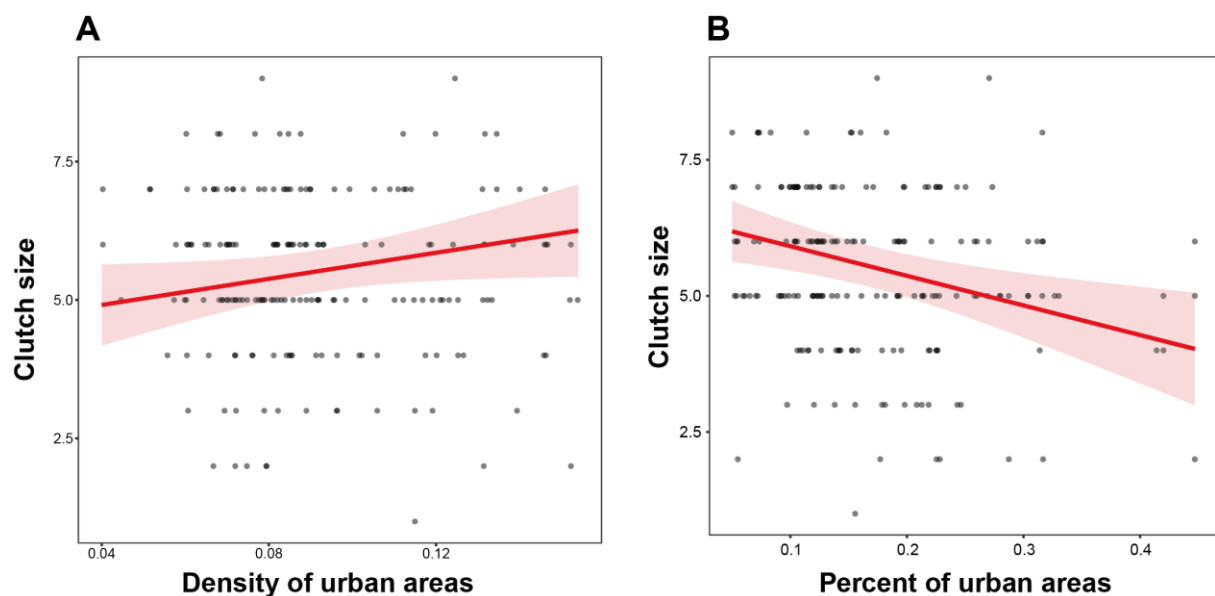 A
Clutch size
7.5
5.0
2.5
0.04
0.08
0.12
Density of urban areas
B
Clutch size
7.5
5.0
2.5
0.1
0.2
0.3
0.4
Percent of urban areas